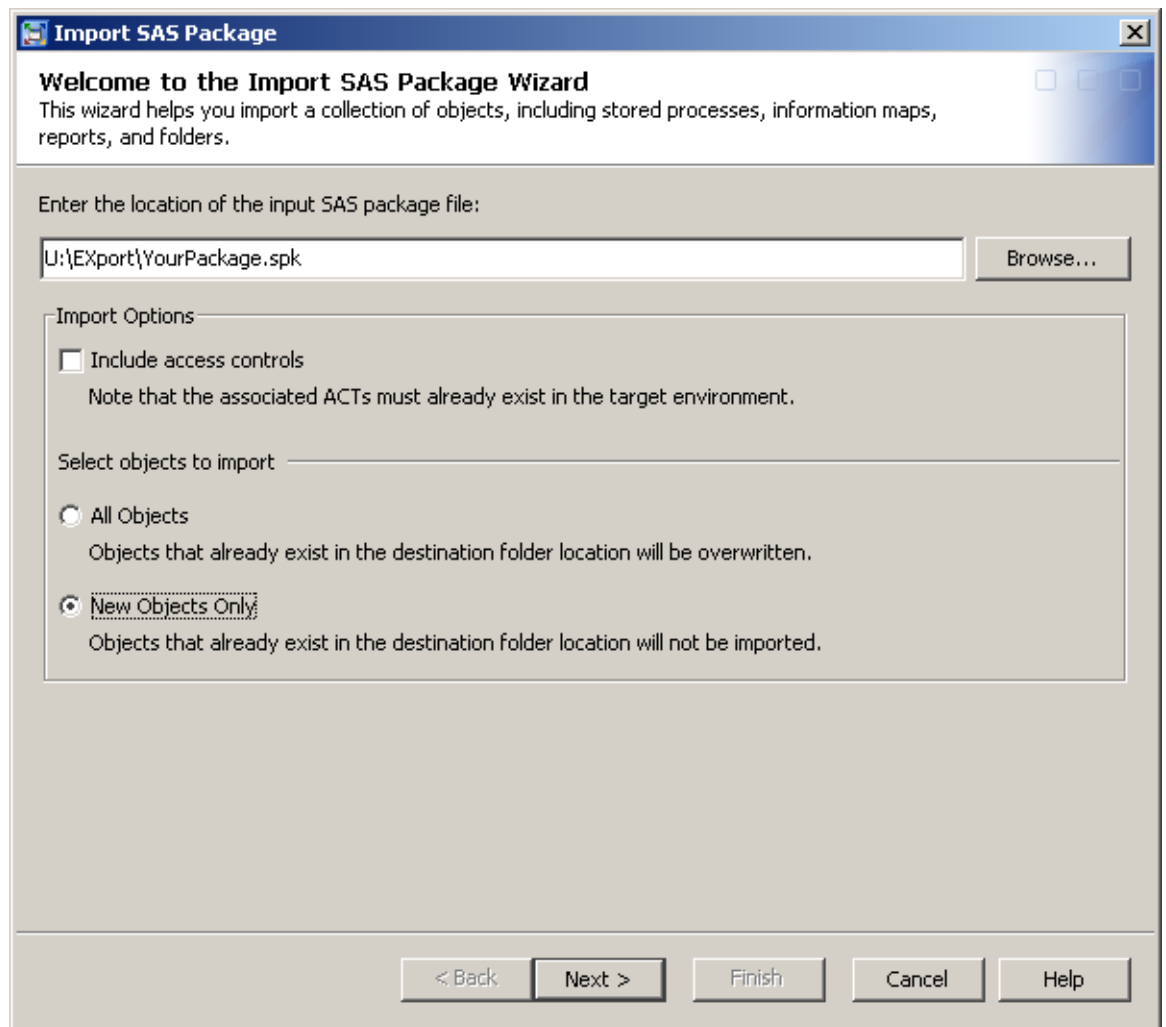 Import SAS Package
Welcome to the Import SAS Package Wizard
This wizard helps you import a collection of objects, including stored processes, information maps,
reports, and folders.
Enter the location of the input SAS package file:
U:\EXport\YourPackage.spk
Browse...
Import Options
Include access controls
Note that the associated ACTs must already exist in the target environment.
Select objects to import
All Objects
Objects that already exist in the destination folder location will be overwritten.
New Objects Only
Objects that already exist in the destination folder location will not be imported.
< Back
Next >
Finish
Cancel
Help